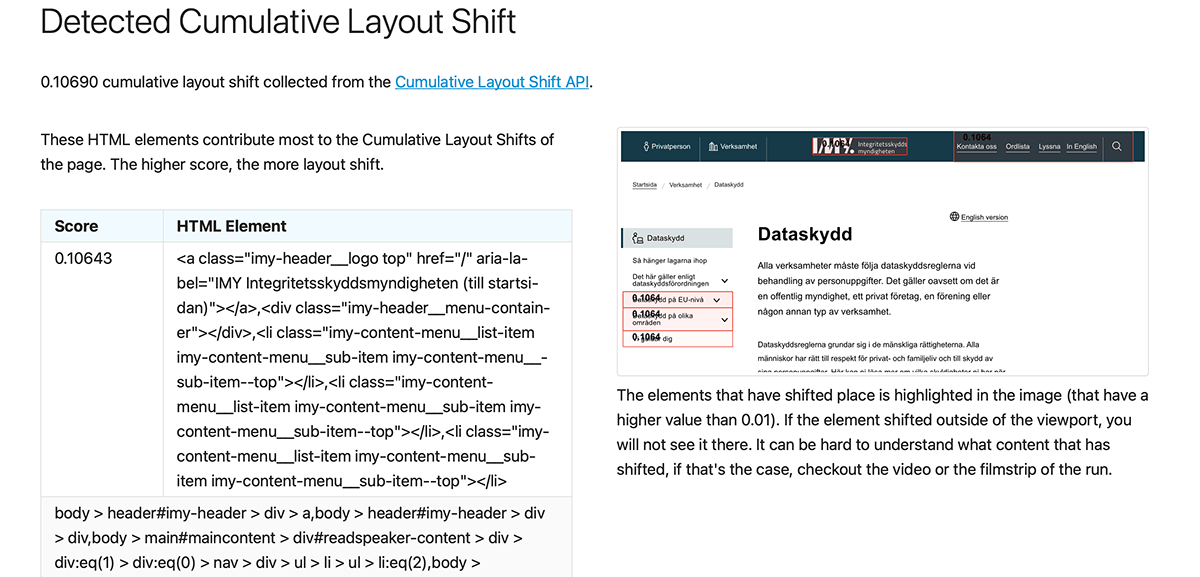 Detected Cumulative Layout Shift
0.10690 cumulative layout shift collected from the Cumulative Layout Shift API.
These HTML elements contribute most to the Cumulative Layout Shifts of
the page. The higher score, the more layout shift.
Score HTML Element
0.10643 <a class="imy-header__logo top" href="/" aria-la-
bel="IMY Integritetsskyddsmyndigheten (till startsi-
dan)"></a>,<div class="imy-header__menu-contain-
er"></div>,<li class="imy-content-menu__list-item
imy-content-menu__sub-item imy-content-menu__-
sub-item--top"></li>,<li class="imy-content-
menu__list-item imy-content-menu__sub-item imy-
content-menu__sub-item--top"></li>,<li class="imy-
content-menu__list-item imy-content-menu__sub-
item imy-content-menu__sub-item--top"></li>
body > header#imy-header > div > a,body > header#imy-header > div
> div,body > main#maincontent > div#readspeaker-content > div >
div:eq(1) > div:eq(0) > nav > div > ul > li > ul > li:eq(2),body >
Privatperson Verksamhet
0.1064
Integritetsskydds
myndigheten
0.1064
Kontakta oss Ordlista Lyssna In English
Startsida / Verksamhet / Dataskydd
English version
Dataskydd
Så hänger lagarna ihop
Det här gäller enligt
dataskyddsförordningen
0.1064
Dataskydd på EU-nivå
0.1064
Dataskydd på olika
områden
0.1064
dig
Dataskydd
Alla verksamheter måste följa dataskyddsreglerna vid
behandling av personuppgifter. Det gäller oavsett om det är
en offentlig myndighet, ett privat företag, en förening eller
någon annan typ av verksamhet.
Dataskyddsreglerna grundar sig i de mänskliga rättigheterna. Alla
människor har rätt till respekt för privat- och familjeliv och till skydd av
The elements that have shifted place is highlighted in the image (that have a
higher value than 0.01). If the element shifted outside of the viewport, you
will not see it there. It can be hard to understand what content that has
shifted, if that's the case, checkout the video or the filmstrip of the run.